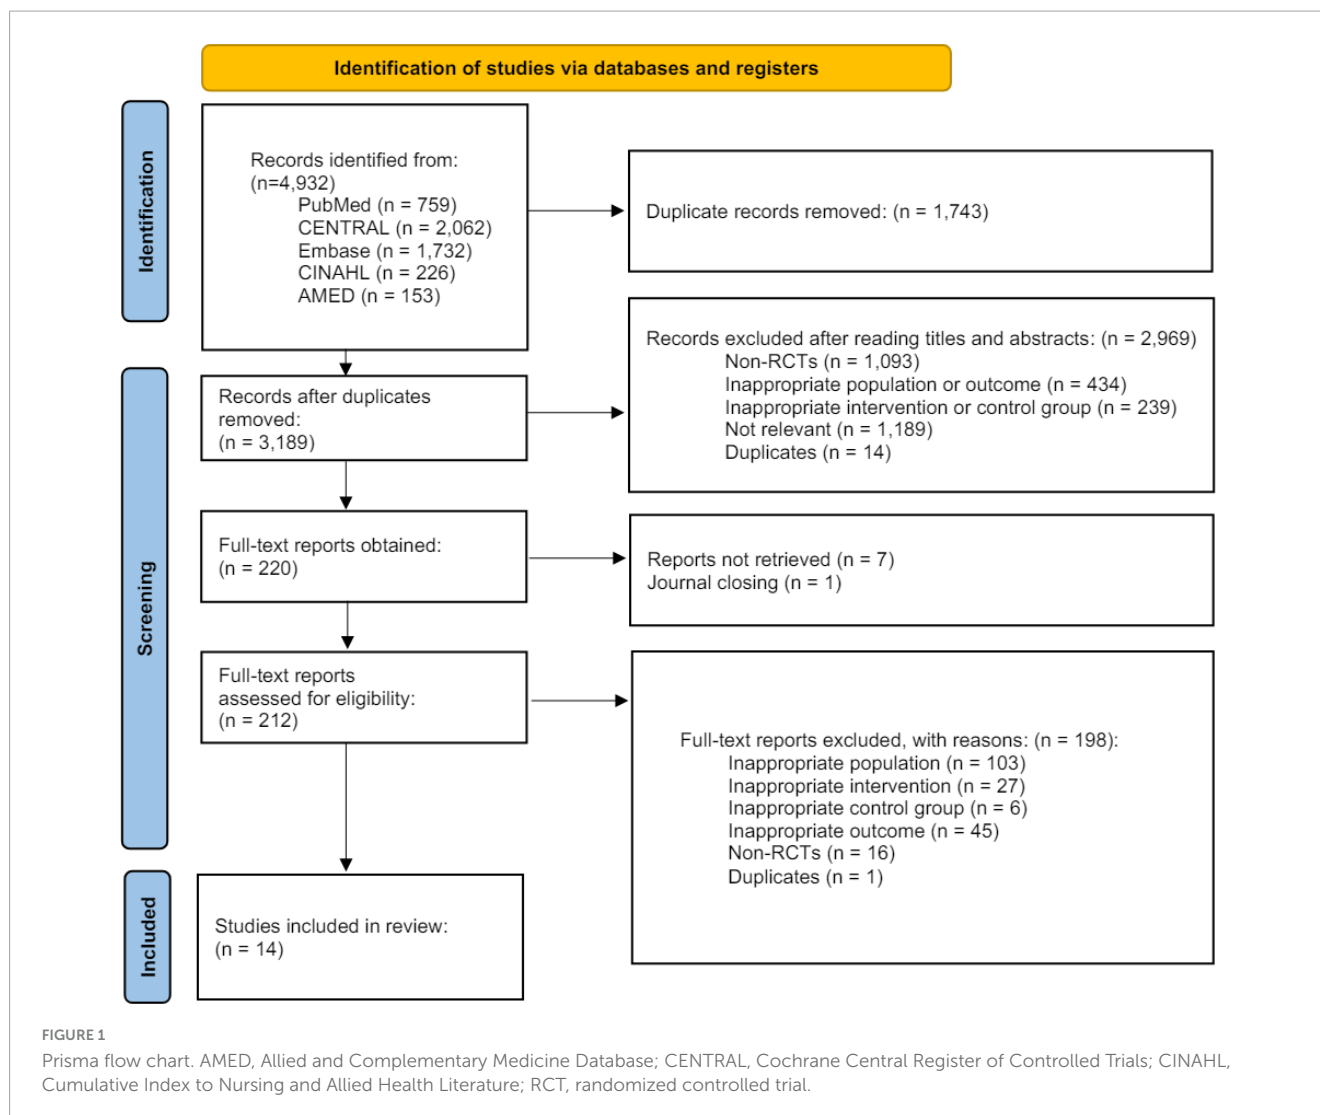 Identification of studies via databases and registers
Identification
Records identified from:
(n=4,932)
PubMed (n = 759)
CENTRAL (n = 2,062)
Embase (n = 1,732)
CINAHL (n = 226)
AMED (n = 153)
Duplicate records removed: (n = 1,743)
Screening
Records after duplicates
removed:
(n = 3,189)
Records excluded after reading titles and abstracts: (n = 2,969)
Non-RCTs (n = 1,093)
Inappropriate population or outcome (n = 434)
Inappropriate intervention or control group (n = 239)
Not relevant (n = 1,189)
Duplicates (n = 14)
Full-text reports obtained:
(n = 220)
Reports not retrieved (n = 7)
Journal closing (n = 1)
Full-text reports
assessed for eligibility:
(n = 212)
Full-text reports excluded, with reasons: (n = 198):
Inappropriate population (n = 103)
Inappropriate intervention (n = 27)
Inappropriate control group (n = 6)
Inappropriate outcome (n = 45)
Non-RCTs (n = 16)
Duplicates (n = 1)
Included
Studies included in review:
(n = 14)
FIGURE 1
Prisma flow chart. AMED, Allied and Complementary Medicine Database; CENTRAL, Cochrane Central Register of Controlled Trials; CINAHL,
Cumulative Index to Nursing and Allied Health Literature; RCT, randomized controlled trial.